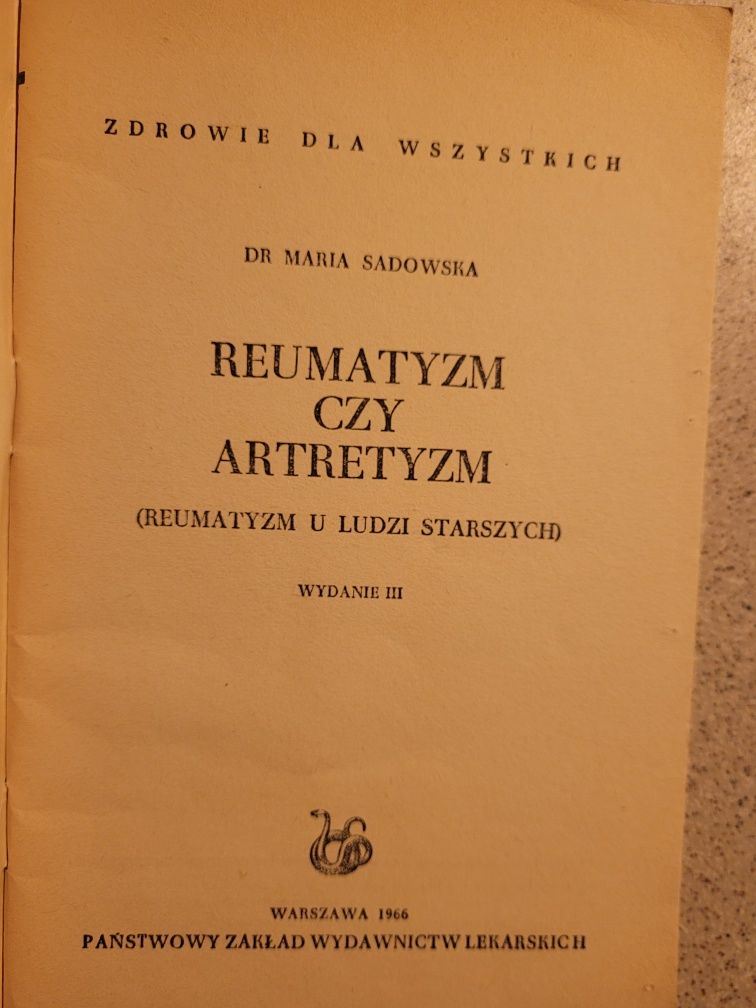 ZDROWIE DLA WSZYSTKICH
DR MARIA SADOWSKA
REUMATYZM
CZY
ARTRETYZM
(REUMATYZM U LUDZI STARSZYCH)
WYDANIE III
WARSZAWA 1966
PAŃSTWOWY ZAKŁAD WYDAWNICTW LEKARSKICH